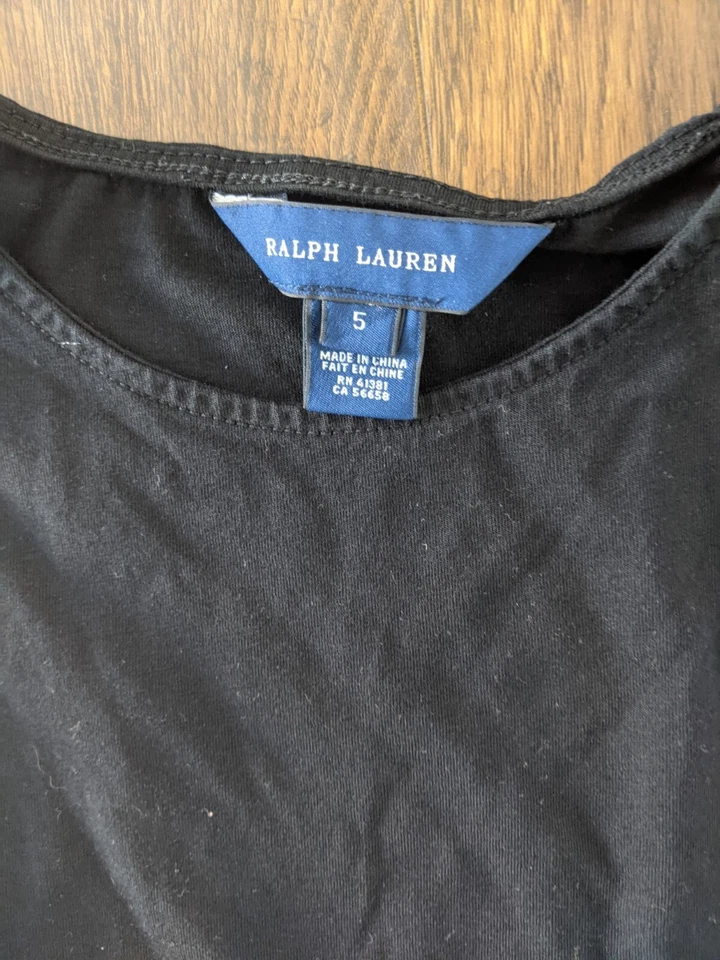 RALPH LAUREN
5
MADE IN CHINA
FAIT EN CHINE
RN 41381
CA 56658